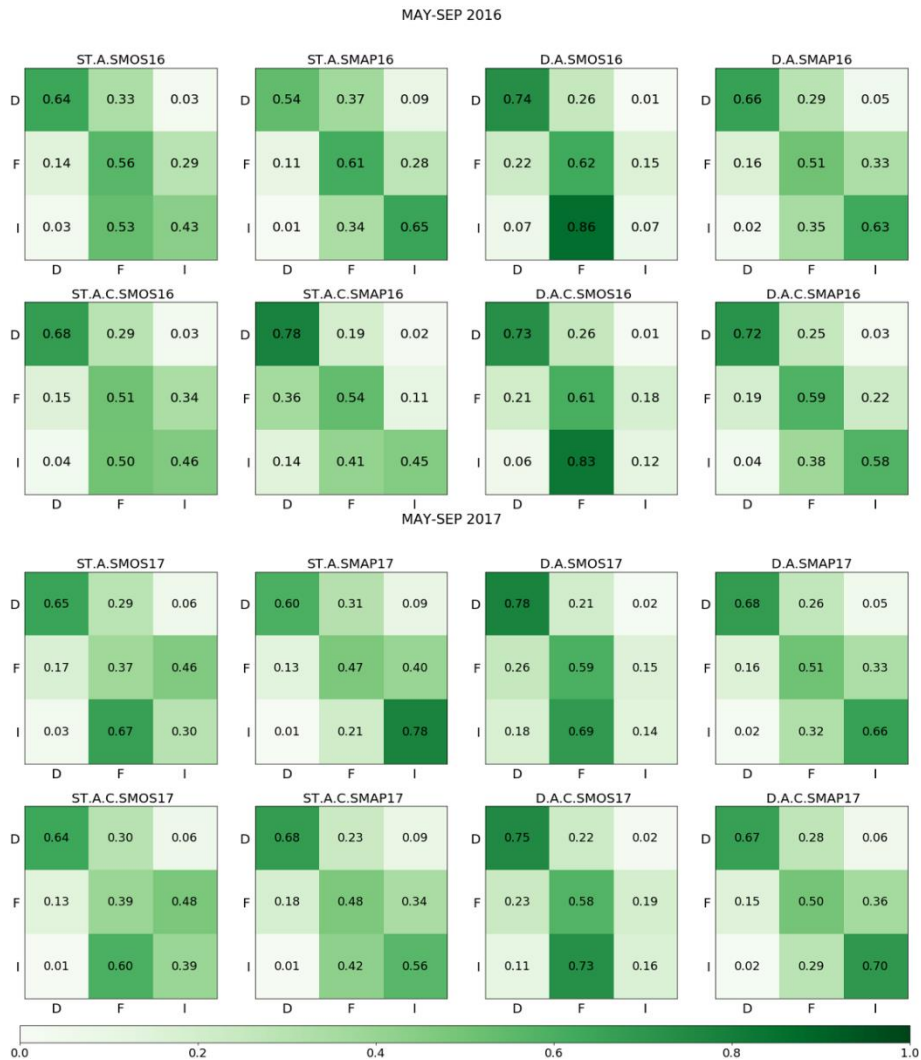 MAY-SEP 2016
ST.A.SMOS16 ST.A.SMAP16 D.A.SMOS16 D.A.SMAP16
D 0.64 0.33 0.03 D 0.54 0.37 0.09 D 0.74 0.26 0.01 D 0.66 0.29 0.05
F 0.14 0.56 0.29 F 0.11 0.61 0.28 F 0.22 0.62 0.15 F 0.16 0.51 0.33
I 0.03 0.53 0.43 I 0.01 0.34 0.65 I 0.07 0.86 0.07 I 0.02 0.35 0.63
D F I D F I D F I D F I
ST.A.C.SMOS16 ST.A.C.SMAP16 D.A.C.SMOS16 D.A.C.SMAP16
D 0.68 0.29 0.03 D 0.78 0.19 0.02 D 0.73 0.26 0.01 D 0.72 0.25 0.03
F 0.15 0.51 0.34 F 0.36 0.54 0.11 F 0.21 0.61 0.18 F 0.19 0.59 0.22
I 0.04 0.50 0.46 I 0.14 0.41 0.45 I 0.06 0.83 0.12 I 0.04 0.38 0.58
D F I D F I D F I D F I
MAY-SEP 2017
ST.A.SMOS17 ST.A.SMAP17 D.A.SMOS17 D.A.SMAP17
D 0.65 0.29 0.06 D 0.60 0.31 0.09 D 0.78 0.21 0.02 D 0.68 0.26 0.05
F 0.17 0.37 0.46 F 0.13 0.47 0.40 F 0.26 0.59 0.15 F 0.16 0.51 0.33
I 0.03 0.67 0.30 I 0.01 0.21 0.78 I 0.18 0.69 0.14 I 0.02 0.32 0.66
D F I D F I D F I D F I
ST.A.C.SMOS17 ST.A.C.SMAP17 D.A.C.SMOS17 D.A.C.SMAP17
D 0.64 0.30 0.06 D 0.68 0.23 0.09 D 0.75 0.22 0.02 D 0.67 0.28 0.06
F 0.13 0.39 0.48 F 0.18 0.48 0.34 F 0.23 0.58 0.19 F 0.15 0.50 0.36
I 0.01 0.60 0.39 I 0.01 0.42 0.56 I 0.11 0.73 0.16 I 0.02 0.29 0.70
D F I D F I D F I D F I
0.0 0.2 0.4 0.6 0.8 1.0